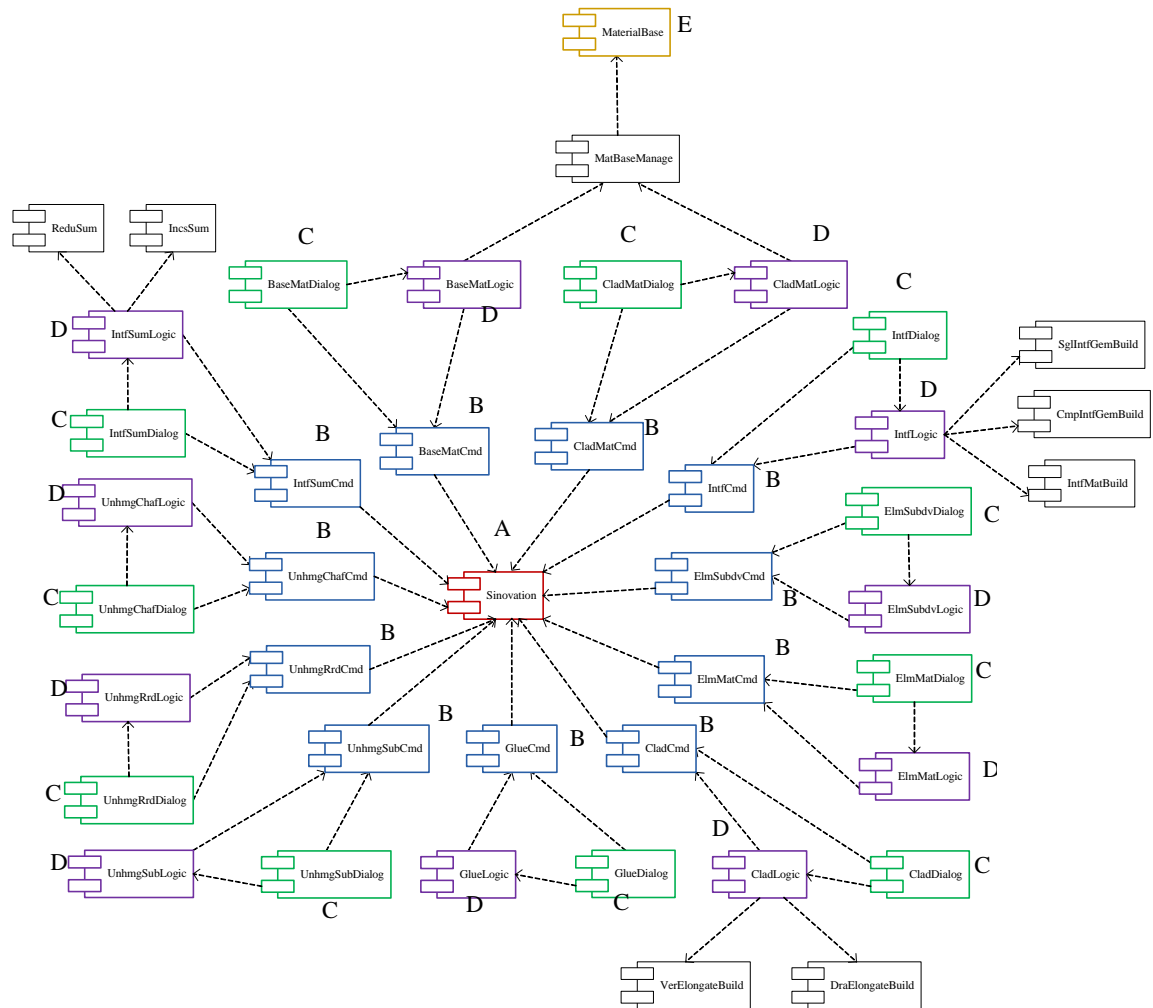 MaterialBase
E
MatBaseManage
ReduSum
IncsSum
C
C
D
BaseMatDialog
BaseMatLogic
CladMatDialog
CladMatLogic
C
D
D
IntfSumLogic
IntfDialog
SglIntfGemBuild
D
C
IntfSumDialog
B
BaseMatCmd
B
CladMatCmd
IntfLogic
CmpIntfGemBuild
B
IntfSumCmd
B
IntfCmd
IntfMatBuild
D
UnhmgChafLogic
B
A
ElmSubdvDialog
C
UnhmgChafCmd
Sinovation
ElmSubdvCmd
B
C
UnhmgChafDialog
ElmSubdvLogic
D
B
UnhmgRrdCmd
B
ElmMatCmd
ElmMatDialog
C
D
UnhmgRrdLogic
B
UnhmgSubCmd
GlueCmd
B
CladCmd
B
ElmMatLogic
D
C
UnhmgRrdDialog
D
D
UnhmgSubLogic
UnhmgSubDialog
C
GlueLogic
D
GlueDialog
C
CladLogic
CladDialog
C
VerElongateBuild
DraElongateBuild